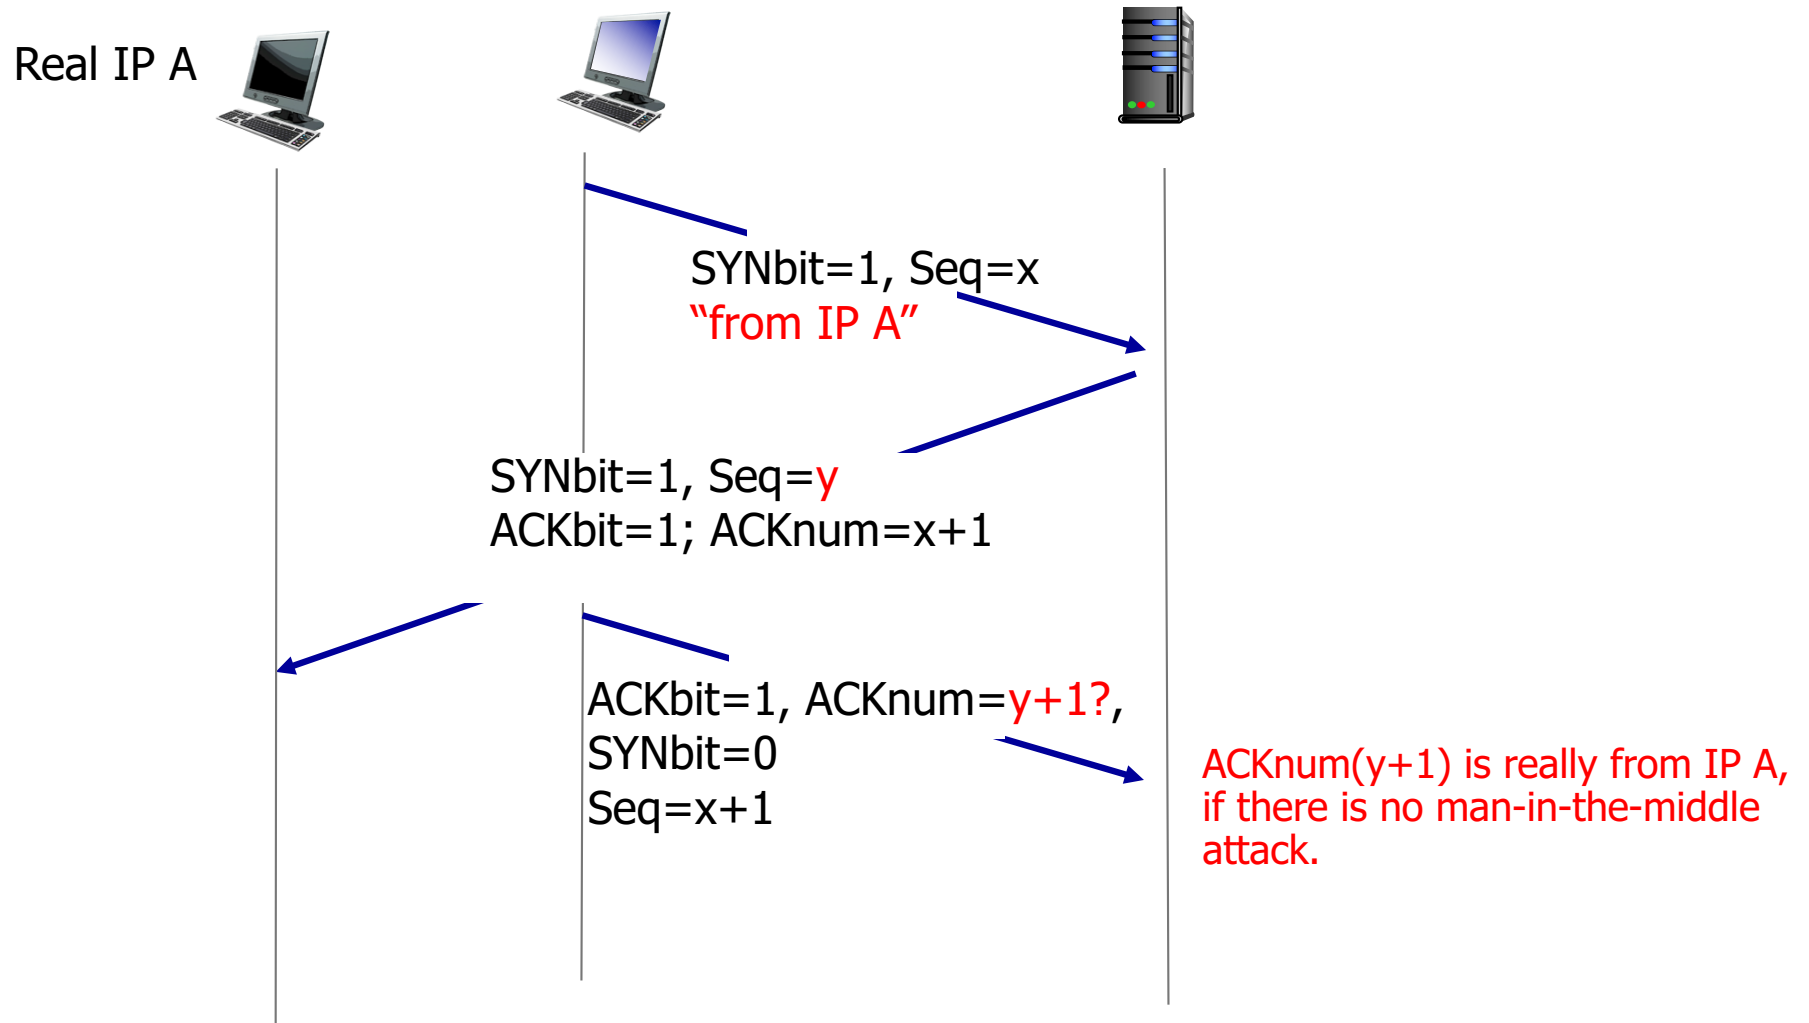 Real IP A
SYNbit=1, Seq=x
“from IP A”
SYNbit=1, Seq=y
ACKbit=1; ACKnum=x+1
ACKbit=1, ACKnum=y+1?,
SYNbit=0
Seq=x+1
ACKnum(y+1) is really from IP A,
if there is no man-in-the-middle
attack.